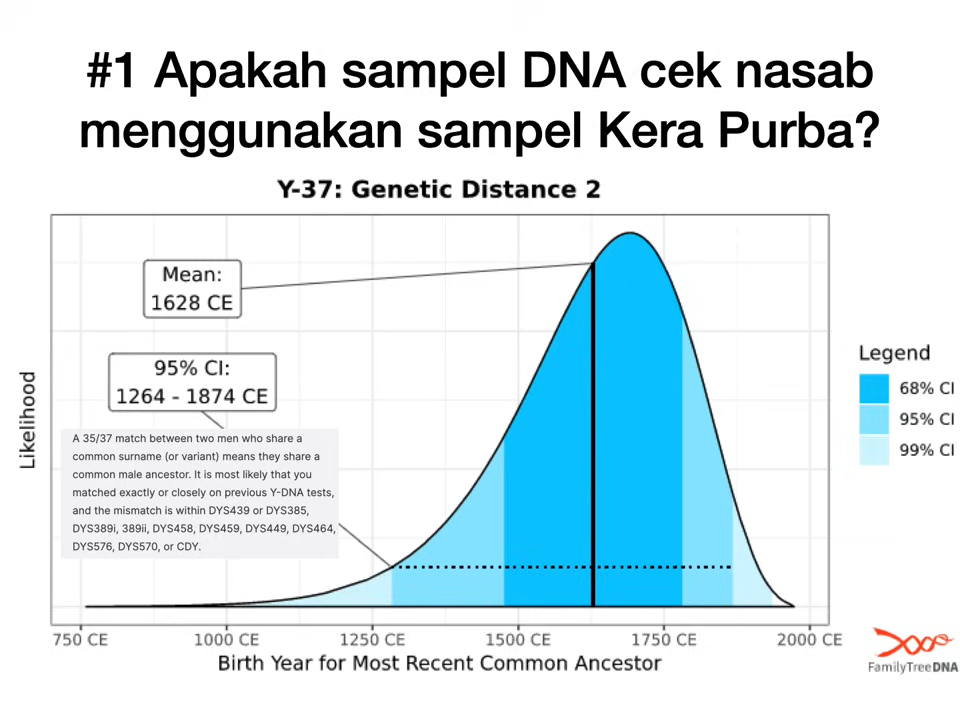 #1 Apakah sampel DNA cek nasab
menggunakan sampel Kera Purba?
Y-37: Genetic Distance 2
Mean:
1628 CE
95% CI:
1264 - 1874 CE
A 35/37 match between two men who share a
common surname (or variant) means they share a
common male ancestor. It is most likely that you
matched exactly or closely on previous Y-DNA tests,
and the mismatch is within DYS439 or DYS385,
DYS389i, 389ii, DYS458, DYS459, DYS449, DYS464,
DYS576, DYS570, or CDY.
Likelihood
Legend
68% CI
95% CI
99% CI
750 CE
1000 CE
1250 CE
1500 CE
1750 CE
2000 CE
Birth Year for Most Recent Common Ancestor
FamilyTreeDNA